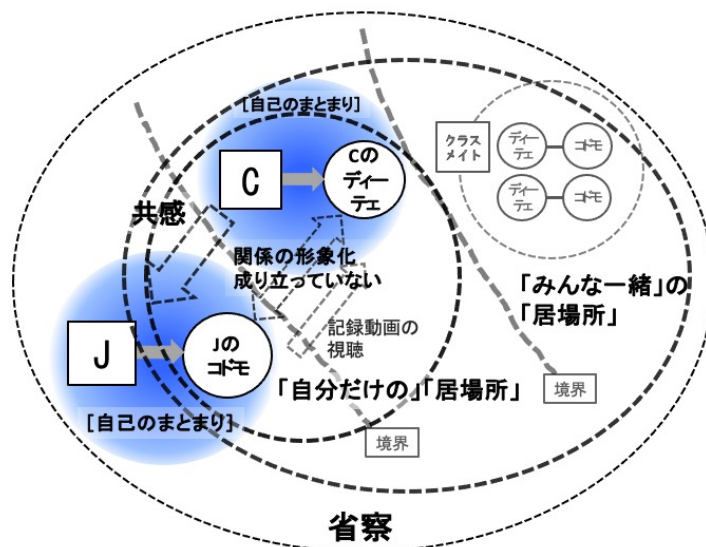 [自己のまとまり]
C
Cの
ディー
テェ
クラス
メイト
ディー
テェ
コドモ
ディー
テェ
コドモ
共感
関係の形象化
成り立っていない
記録動画の
視聴
J
Jの
コドモ
[自己のまとまり]
「みんな一緒」の
「居場所」
「自分だけの」「居場所」
境界
境界
省察